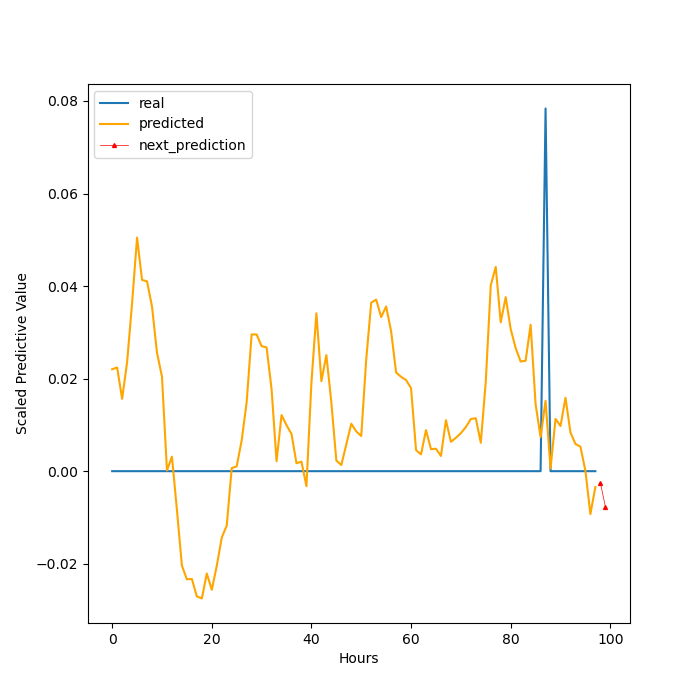 real
predicted
next_prediction
0.08
0.06
0.04
0.02
0.00
−0.02
Scaled Predictive Value
0 20 40 60 80 100
Hours